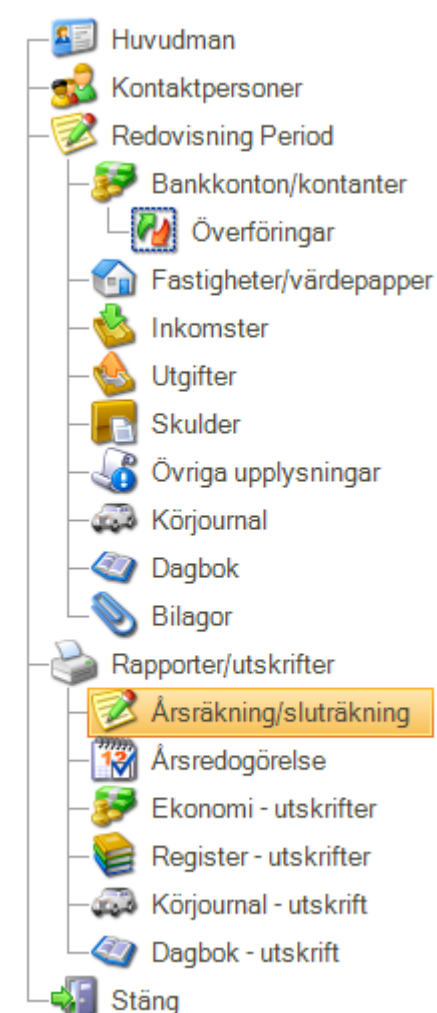 Huvudman
Kontaktpersoner
Redovisning Period
Bankkonton/kontanter
Överföringar
Fastigheter/värdepapper
Inkomster
Utgifter
Skulder
Övriga upplysningar
Körjournal
Dagbok
Bilagor
Rapporter/utskrifter
Årsräkning/sluträkning
Årsredogörelse
Ekonomi - utskrifter
Register - utskrifter
Körjournal - utskrift
Dagbok - utskrift
Stäng